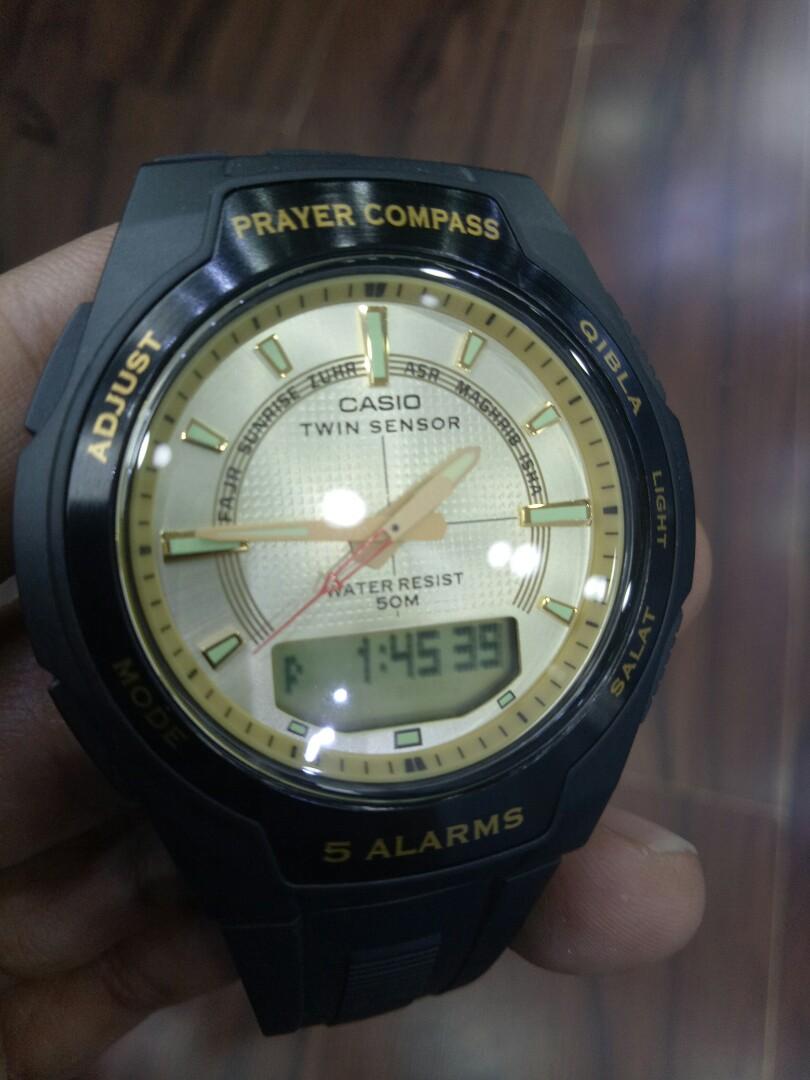 PRAYER COMPASS
ADJUST
QIBLA
FAJR SUNRISE ZUHR ASR MAGHRIB ISHA
CASIO
TWIN SENSOR
LIGHT
WATER RESIST
50M
P 1:45 39
SALAT
MODE
5 ALARMS